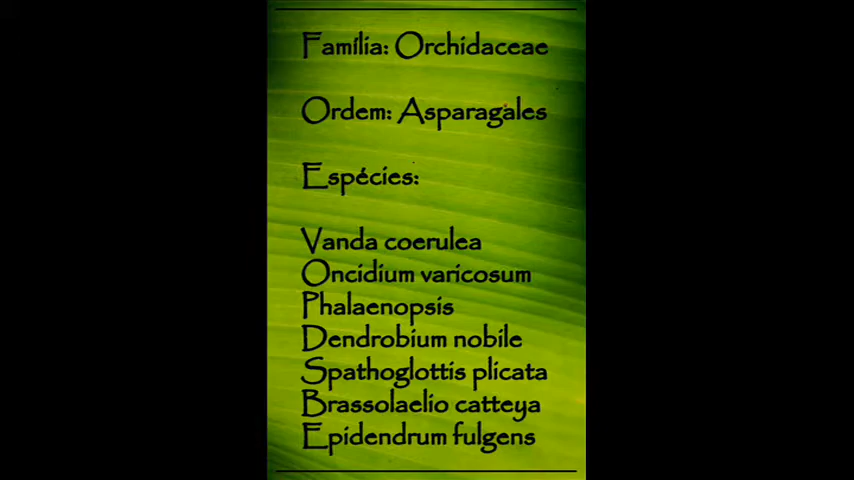 Família: Orchidaceae
Ordem: Asparagales
Espécies:
Vanda coerulea
Oncidium varicosum
Phalaenopsis
Dendrobium nobile
Spathoglottis plicata
Brassolaelio catteya
Epidendrum fulgens